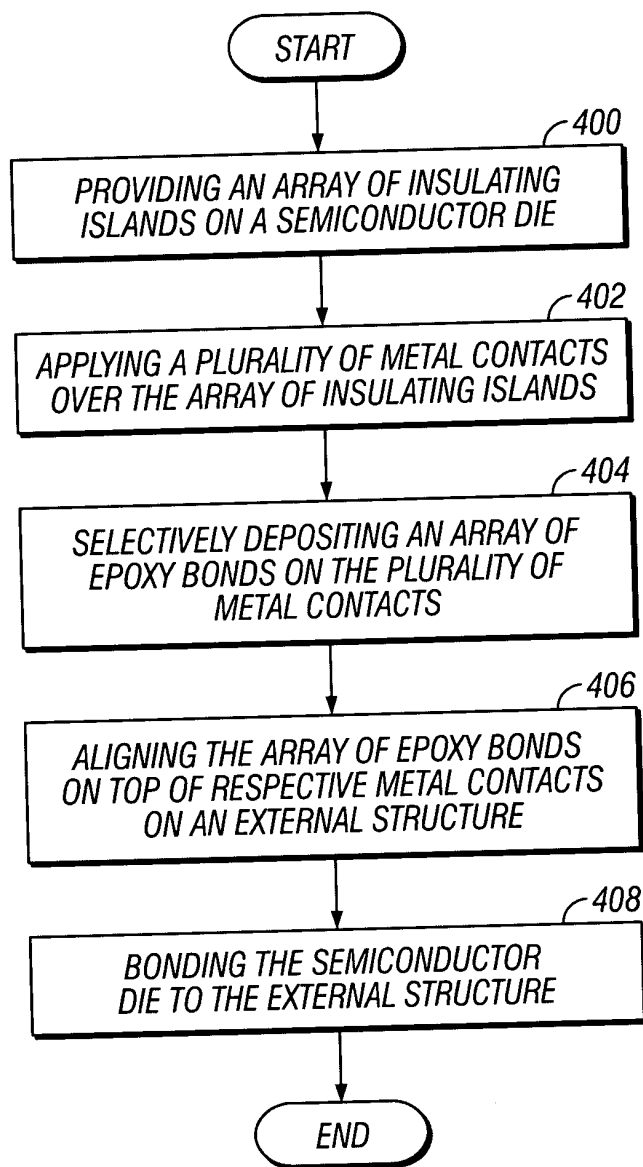 START
400
PROVIDING AN ARRAY OF INSULATING
ISLANDS ON A SEMICONDUCTOR DIE
402
APPLYING A PLURALITY OF METAL CONTACTS
OVER THE ARRAY OF INSULATING ISLANDS
404
SELECTIVELY DEPOSITING AN ARRAY OF
EPOXY BONDS ON THE PLURALITY OF
METAL CONTACTS
406
ALIGNING THE ARRAY OF EPOXY BONDS
ON TOP OF RESPECTIVE METAL CONTACTS
ON AN EXTERNAL STRUCTURE
408
BONDING THE SEMICONDUCTOR
DIE TO THE EXTERNAL STRUCTURE
END